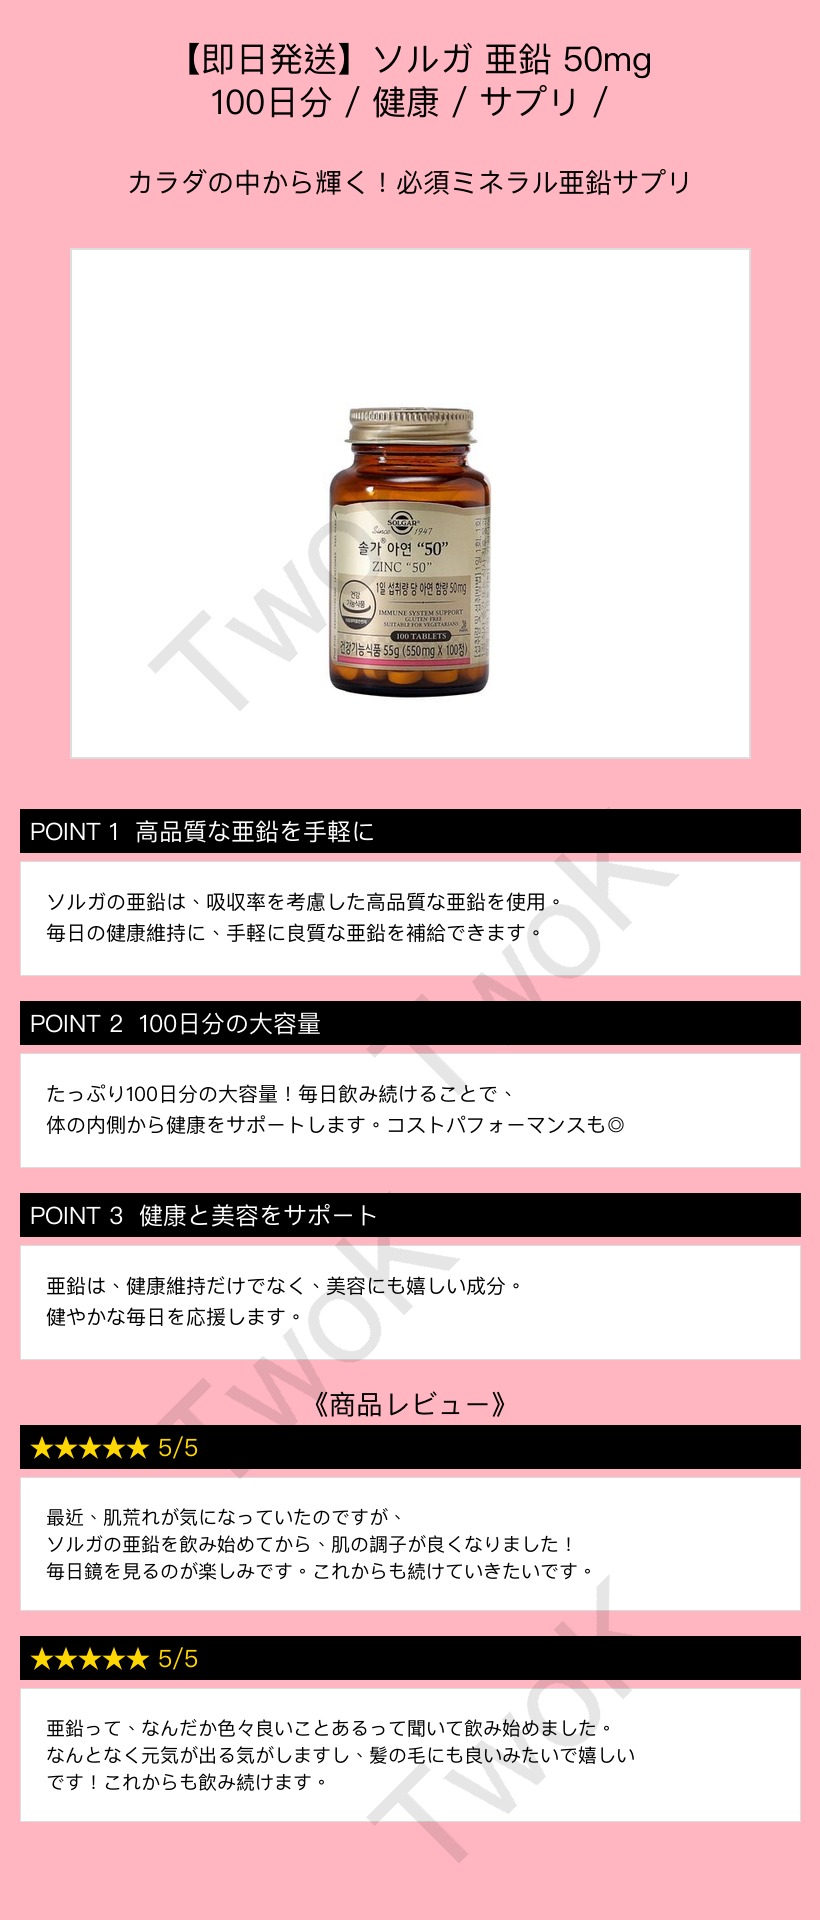 【即日発送】ソルガ 亜鉛 50mg
100日分 / 健康 / サプリ /
カラダの中から輝く！必須ミネラル亜鉛サプリ
SOLGAR®
Since 1947
솔가® 아연 “50”
ZINC “50”
1일 섭취량 당 아연 함량 50mg
건강
기능식품
IMMUNE SYSTEM SUPPORT
GLUTEN FREE
SUITABLE FOR VEGETARIANS
100 TABLETS
건강기능식품 55g (550mg X 100정)
TwoK
POINT 1 高品質な亜鉛を手軽に
ソルガの亜鉛は、吸収率を考慮した高品質な亜鉛を使用。
毎日の健康維持に、手軽に良質な亜鉛を補給できます。
TwoK
POINT 2 100日分の大容量
たっぷり100日分の大容量！毎日飲み続けることで、
体の内側から健康をサポートします。コストパフォーマンスも◎
POINT 3 健康と美容をサポート
亜鉛は、健康維持だけでなく、美容にも嬉しい成分。
健やかな毎日を応援します。
TwoK
《商品レビュー》
★★★★★ 5/5
最近、肌荒れが気になっていたのですが、
ソルガの亜鉛を飲み始めてから、肌の調子が良くなりました！
毎日鏡を見るのが楽しみです。これからも続けていきたいです。
★★★★★ 5/5
亜鉛って、なんだか色々良いことあるって聞いて飲み始めました。
なんとなく元気が出る気がしますし、髪の毛にも良いみたいで嬉しい
です！これからも飲み続けます。
TwoK